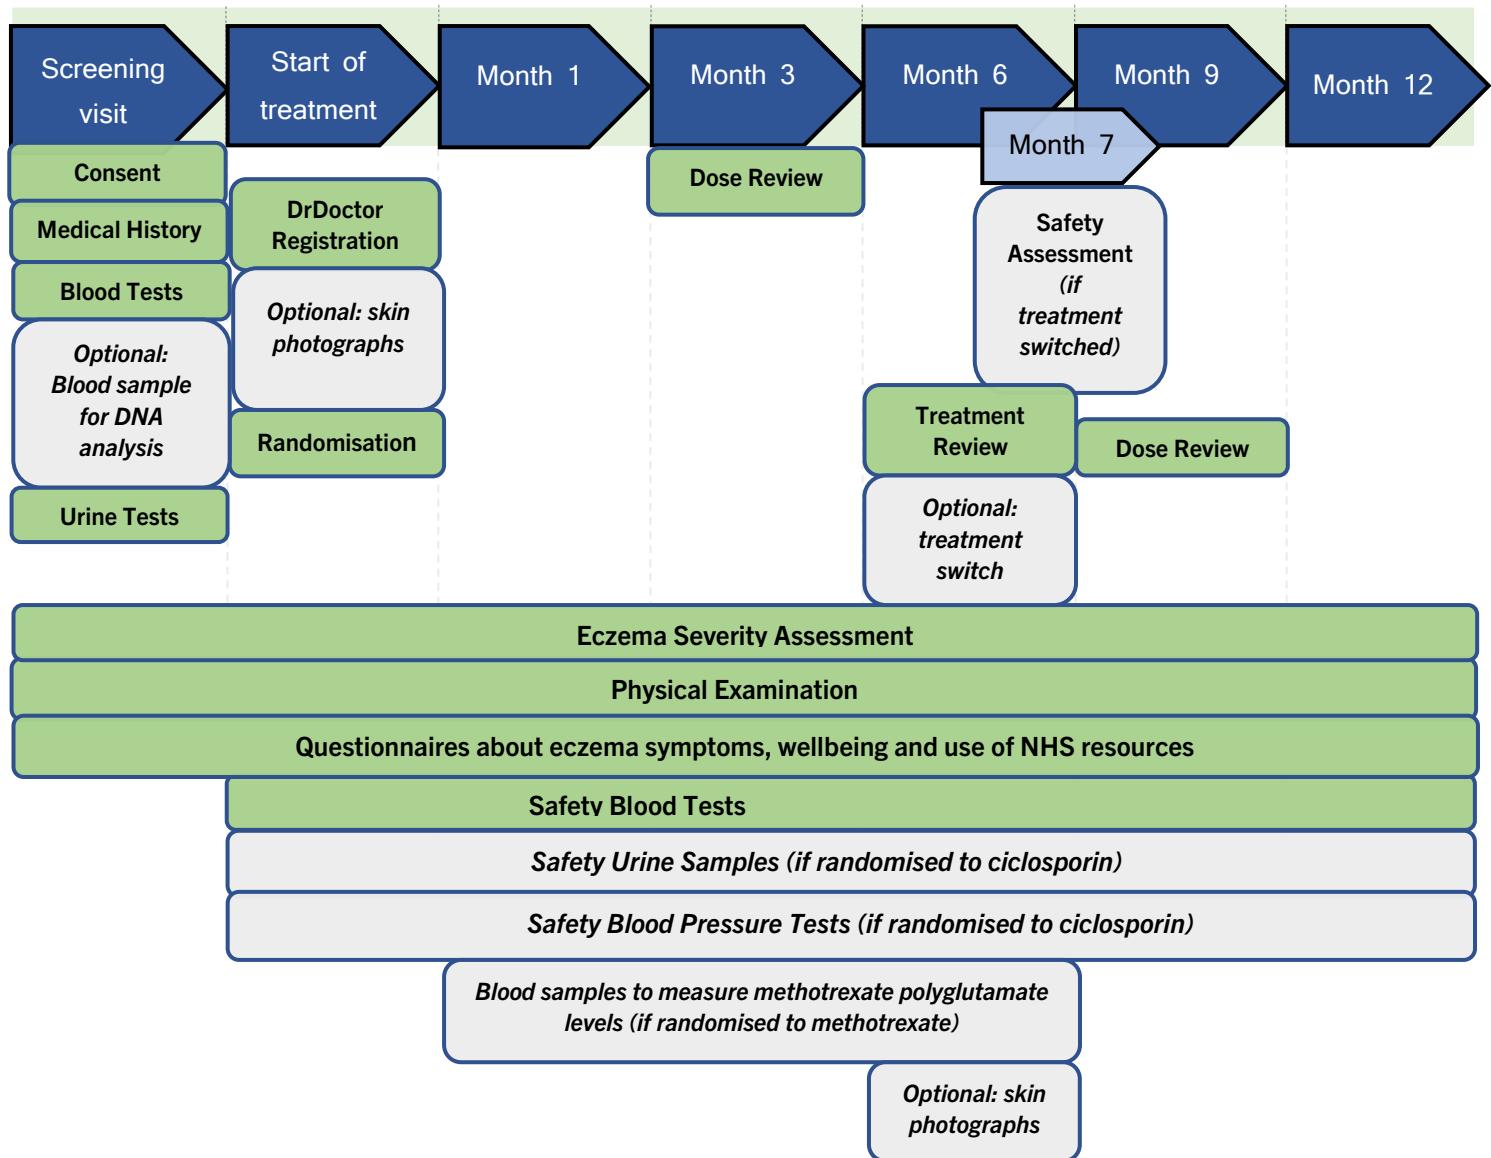 Screening
visit
Start of
treatment
Month 1
Month 3
Month 6
Month 9
Month 12
Month 7
Consent
Medical History
Blood Tests
Optional:
Blood sample
for DNA
analysis
Urine Tests
DrDoctor
Registration
Optional: skin
photographs
Randomisation
Dose Review
Safety
Assessment
(if
treatment
switched)
Treatment
Review
Optional:
treatment
switch
Dose Review
Eczema Severity Assessment
Physical Examination
Questionnaires about eczema symptoms, wellbeing and use of NHS resources
Safety Blood Tests
Safety Urine Samples (if randomised to ciclosporin)
Safety Blood Pressure Tests (if randomised to ciclosporin)
Blood samples to measure methotrexate polyglutamate
levels (if randomised to methotrexate)
Optional: skin
photographs